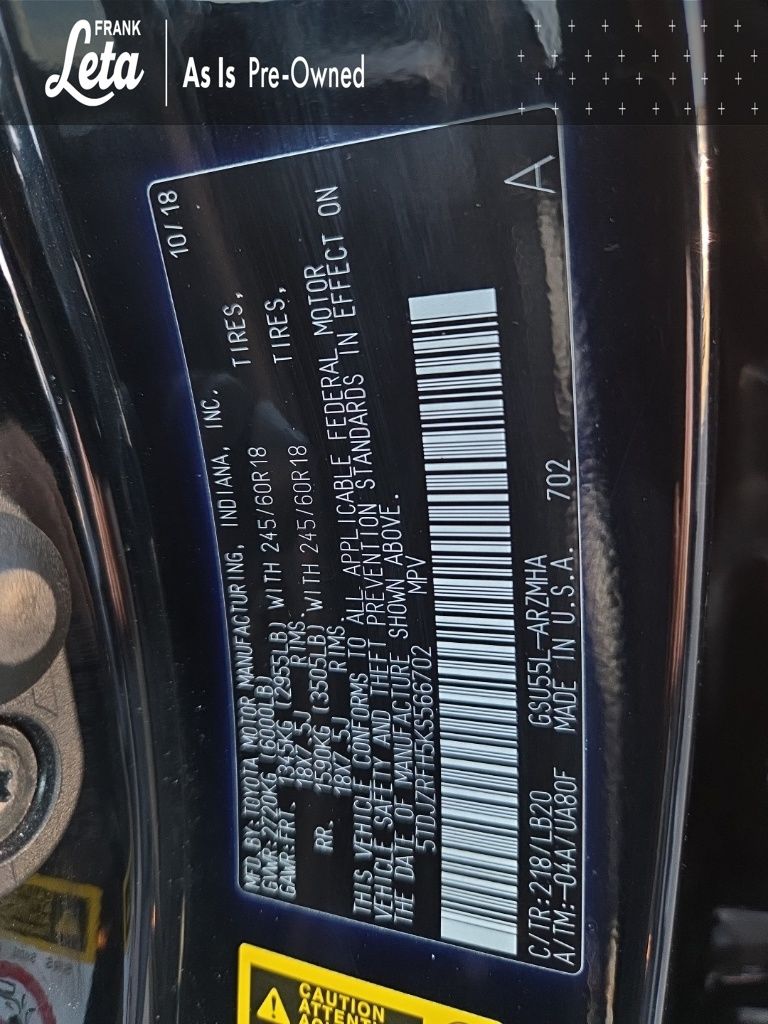 FRANK
Leta
As Is Pre-Owned
MFD.BY:TOYOTA MOTOR MANUFACTURING, INDIANA, INC. 10/18
GVWR:2720KG (6000LB)
GAWR:FRT. 1345KG (2955LB) WITH 245/60R18 TIRES,
18X7.5J RIMS.
RR. 1590KG (3505LB) WITH 245/60R18 TIRES,
18X7.5J RIMS.
THIS VEHICLE CONFORMS TO ALL APPLICABLE FEDERAL MOTOR
VEHICLE SAFETY AND THEFT PREVENTION STANDARDS IN EFFECT ON
THE DATE OF MANUFACTURE SHOWN ABOVE.
5TDJZRFH5KS566702 MPV
A
C/TR:218/LB20 GSU55L-ARZMHA
A/TM:-04A/UA80F MADE IN U.S.A. 702
CAUTION